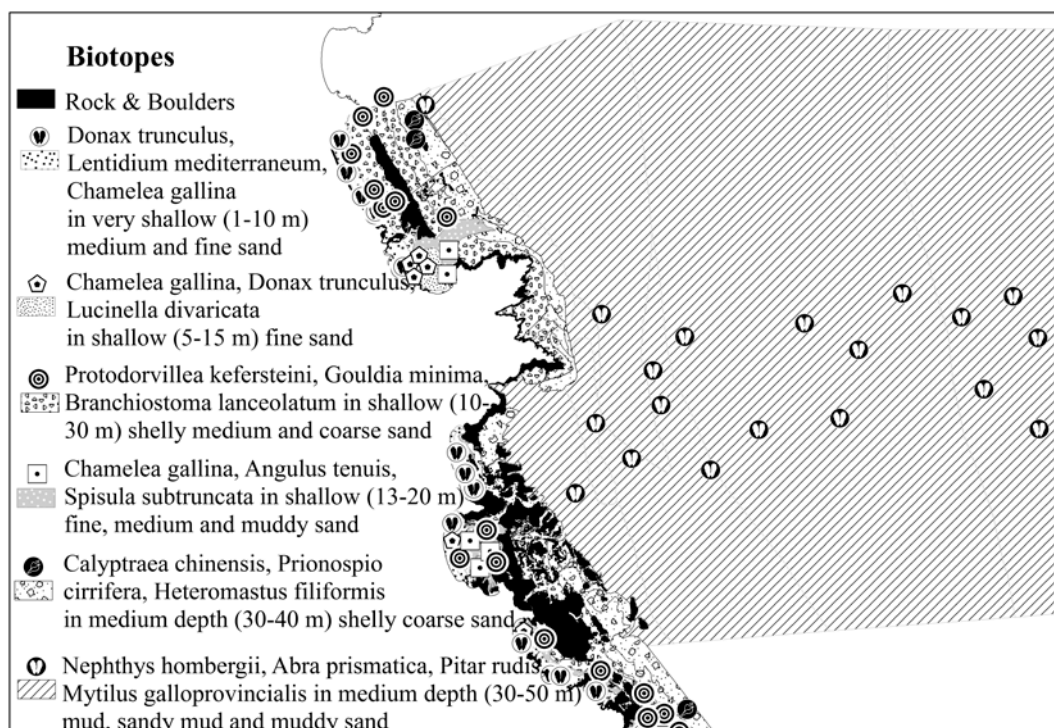 Biotopes
Rock & Boulders
Donax trunculus,
Lentidium mediterraneum,
Chamelea gallina
in very shallow (1-10 m)
medium and fine sand
Chamelea gallina, Donax trunculus,
Lucinella divaricata
in shallow (5-15 m) fine sand
Protodorvillea kefersteini, Gouldia minima,
Branchiostoma lanceolatum in shallow (10-
30 m) shelly medium and coarse sand
Chamelea gallina, Angulus tenuis,
Spisula subtruncata in shallow (13-20 m)
fine, medium and muddy sand
Calyptraea chinensis, Prionospio
cirrifera, Heteromastus filiformis
in medium depth (30-40 m) shelly coarse sand
Nephthys hombergii, Abra prismatica, Pitar rudis,
Mytilus galloprovincialis in medium depth (30-50 m)
mud, sandy mud and muddy sand